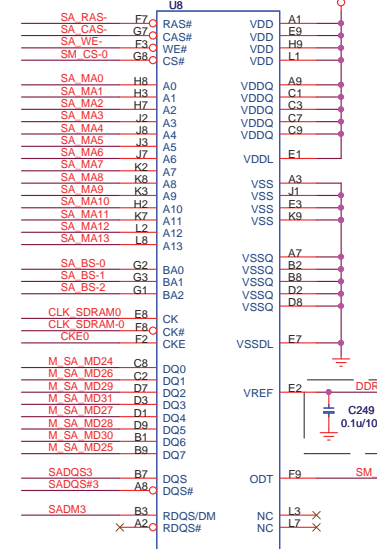 U8
SA_RAS- F7 RAS# VDD A1
SA_CAS- G7 CAS# VDD E9
SA_WE- F3 WE# VDD H9
SM_CS-0 G8 CS# VDD L1
SA_MA0 H8 A0 VDDQ A9
SA_MA1 H3 A1 VDDQ C1
SA_MA2 H7 A2 VDDQ C3
SA_MA3 J2 A3 VDDQ C7
SA_MA4 J8 A4 VDDQ C9
SA_MA5 J3 A5
SA_MA6 J7 A6 VDDL E1
SA_MA7 K2 A7
SA_MA8 K8 A8 VSS A3
SA_MA9 K3 A9 VSS J1
SA_MA10 H2 A10 VSS E3
SA_MA11 K7 A11 VSS K9
SA_MA12 L2 A12
SA_MA13 L8 A13
VSSQ A7
SA_BS-0 G2 BA0 VSSQ B2
SA_BS-1 G3 BA1 VSSQ B8
SA_BS-2 G1 BA2 VSSQ D2
VSSQ D8
CLK_SDRAM0 E8 CK
CLK_SDRAM-0 F8 CK#
CKE0 F2 CKE VSSDL E7
M_SA_MD24 C8 DQ0
M_SA_MD26 C2 DQ1
M_SA_MD29 D7 DQ2 VREF E2 DDR
M_SA_MD31 D3 DQ3
M_SA_MD27 D1 DQ4 C249
M_SA_MD28 D9 DQ5 0.1u/10
M_SA_MD30 B1 DQ6
M_SA_MD25 B9 DQ7
SADQS3 B7 DQS ODT F9 SM_
SADQS#3 A8 DQS#
SADM3 B3 RDQS/DM NC L3
A2 RDQS# NC L7